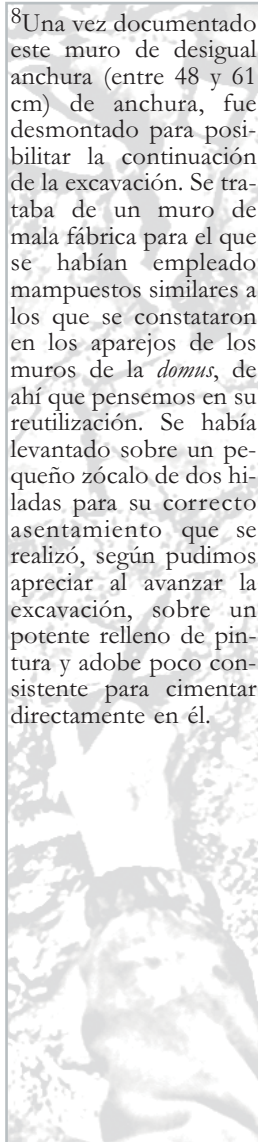 ⁸Una vez documentado
este muro de desigual
anchura (entre 48 y 61
cm) de anchura, fue
desmontado para posi-
bilitar la continuación
de la excavación. Se tra-
taba de un muro de
mala fábrica para el que
se habían empleado
mampuestos similares a
los que se constataron
en los aparejos de los
muros de la domus, de
ahí que pensemos en su
reutilización. Se había
levantado sobre un pe-
queño zócalo de dos hi-
ladas para su correcto
asentamiento que se
realizó, según pudimos
apreciar al avanzar la
excavación, sobre un
potente relleno de pin-
tura y adobe poco con-
sistente para cimentar
directamente en él.